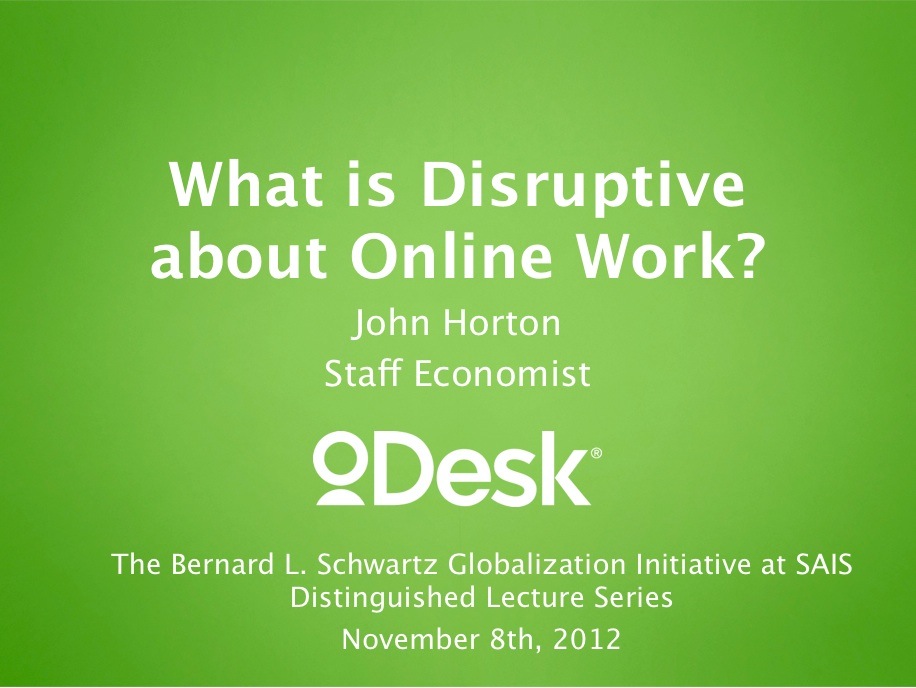 What is Disruptive
about Online Work?
John Horton
Staff Economist
oDesk®
The Bernard L. Schwartz Globalization Initiative at SAIS
Distinguished Lecture Series
November 8th, 2012